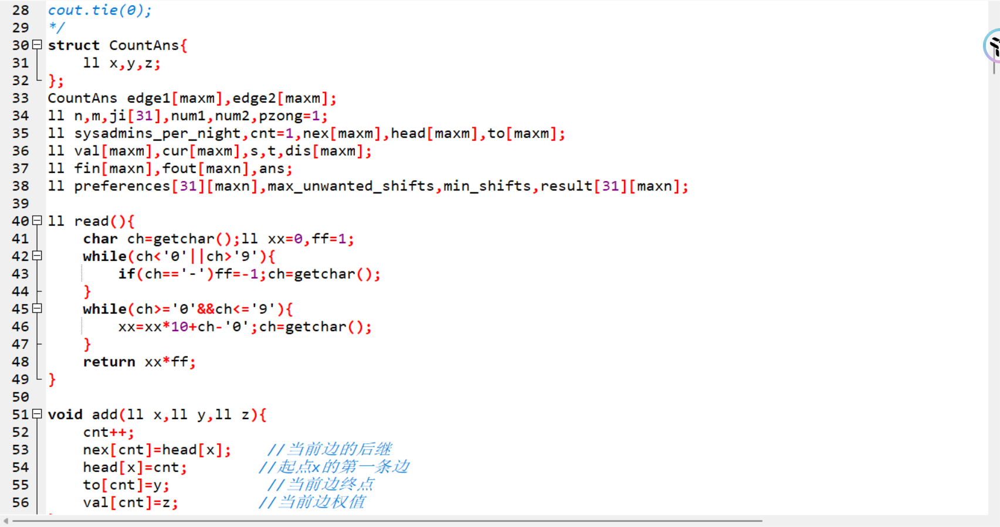 28 cout.tie(0);
29 */
30 struct CountAns{
31     ll x,y,z;
32 };
33 CountAns edge1[maxm],edge2[maxm];
34 ll n,m,ji[31],num1,num2,pzong=1;
35 ll sysadmins_per_night,cnt=1,nex[maxm],head[maxm],to[maxm];
36 ll val[maxm],cur[maxm],s,t,dis[maxm];
37 ll fin[maxn],fout[maxn],ans;
38 ll preferences[31][maxn],max_unwanted_shifts,min_shifts,result[31][maxn];
39
40 ll read(){
41     char ch=getchar();ll xx=0,ff=1;
42     while(ch<'0'||ch>'9'){
43         if(ch=='-')ff=-1;ch=getchar();
44     }
45     while(ch>='0'&&ch<='9'){
46         xx=xx*10+ch-'0';ch=getchar();
47     }
48     return xx*ff;
49 }
50
51 void add(ll x,ll y,ll z){
52     cnt++;
53     nex[cnt]=head[x];    //当前边的后继
54     head[x]=cnt;        //起点x的第一条边
55     to[cnt]=y;           //当前边终点
56     val[cnt]=z;         //当前边权值